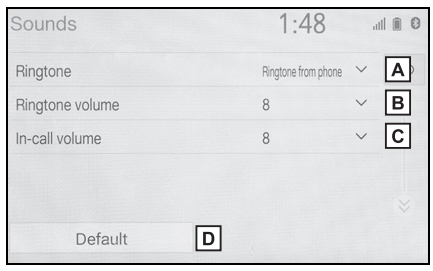 Sounds 1:48
Ringtone Ringtone from phone A
Ringtone volume 8 B
In-call volume 8 C
Default D